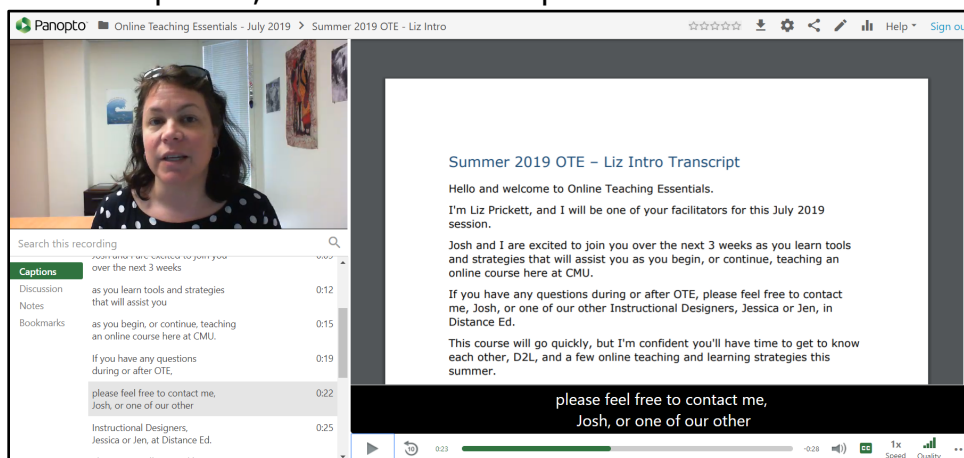 Panopto Online Teaching Essentials - July 2019 > Summer 2019 OTE - Liz Intro
Help
Sign ou
Search this recording
Captions
Discussion
Notes
Bookmarks
Josh and I are excited to join you 0:09
over the next 3 weeks
as you learn tools and strategies 0:12
that will assist you
as you begin, or continue, teaching 0:15
an online course here at CMU.
If you have any questions 0:19
during or after OTE,
please feel free to contact me, 0:22
Josh, or one of our other
Instructional Designers, 0:25
Jessica or Jen, at Distance Ed.
Summer 2019 OTE – Liz Intro Transcript
Hello and welcome to Online Teaching Essentials.
I'm Liz Prickett, and I will be one of your facilitators for this July 2019
session.
Josh and I are excited to join you over the next 3 weeks as you learn tools
and strategies that will assist you as you begin, or continue, teaching an
online course here at CMU.
If you have any questions during or after OTE, please feel free to contact
me, Josh, or one of our other Instructional Designers, Jessica or Jen, in
Distance Ed.
This course will go quickly, but I'm confident you'll have time to get to know
each other, D2L, and a few online teaching and learning strategies this
summer.
please feel free to contact me,
Josh, or one of our other
10
0:23
-0:28
CC
1x
Speed
Quality